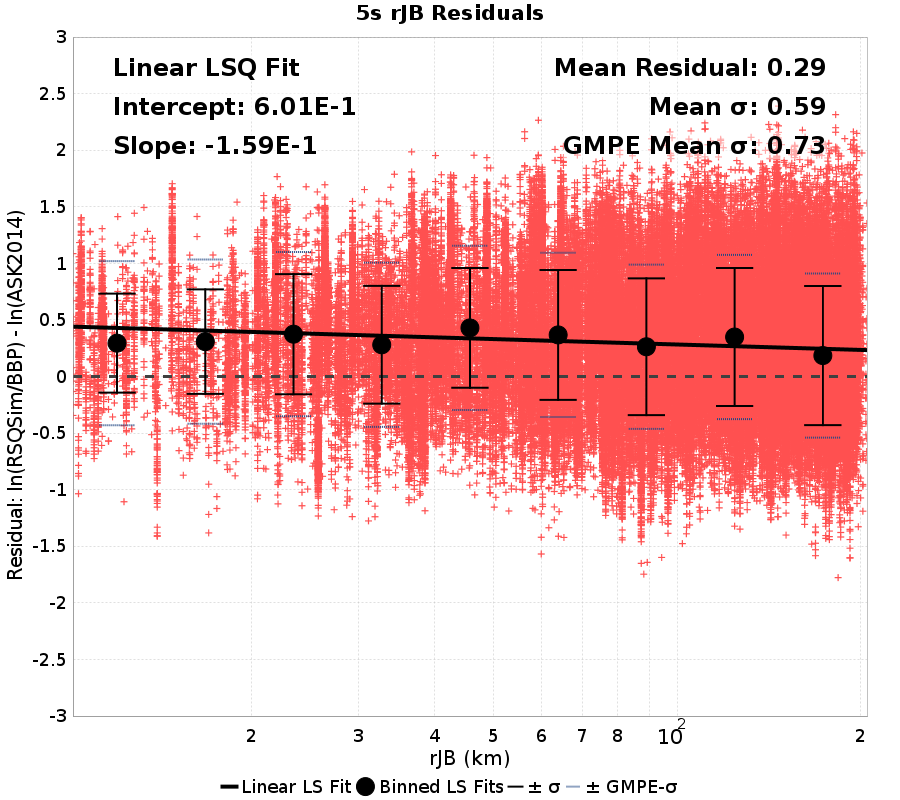 5s rJB Residuals
Linear LSQ Fit
Intercept: 6.01E-1
Slope: -1.59E-1
Mean Residual: 0.29
Mean σ: 0.59
GMPE Mean σ: 0.73
Residual: ln(RSQSim/BBP) - ln(ASK2014)
3
2.5
2
1.5
1
0.5
0
-0.5
-1
-1.5
-2
-2.5
-3
2 3 4 5 6 7 8 10² 2
rJB (km)
Linear LS Fit Binned LS Fits ± σ ± GMPE-σ